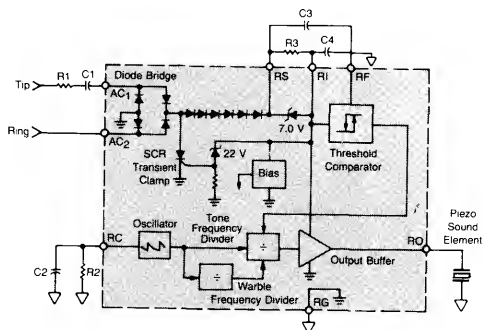 C3
R3
C4
RS
RI
RF
Tip
R1
C1
Diode Bridge
AC1
Ring
AC2
7.0 V
SCR
Transient
Clamp
22 V
Bias
Threshold
Comparator
Tone
Frequency
Divider
Oscillator
RC
÷
÷
Output Buffer
RO
Piezo
Sound
Element
C2
R2
Warble
Frequency Divider
RG